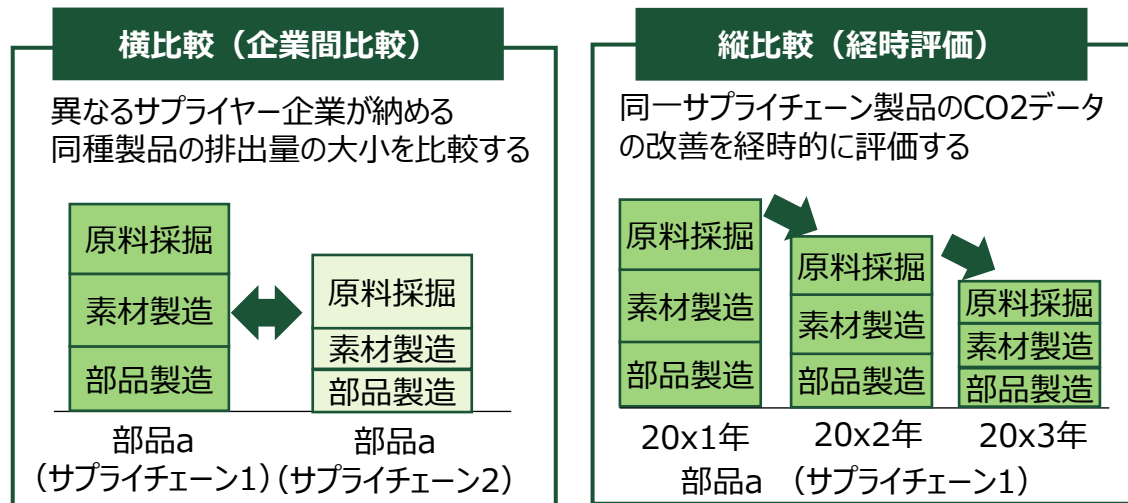 横比較（企業間比較）
異なるサプライヤー企業が納める
同種製品の排出量の大小を比較する
原料採掘
素材製造
部品製造
原料採掘
素材製造
部品製造
部品a
（サプライチェーン1）
部品a
（サプライチェーン2）
縦比較（経時評価）
同一サプライチェーン製品のCO2データ
の改善を経時的に評価する
原料採掘
素材製造
部品製造
原料採掘
素材製造
部品製造
原料採掘
素材製造
部品製造
20x1年
20x2年
20x3年
部品a （サプライチェーン1）